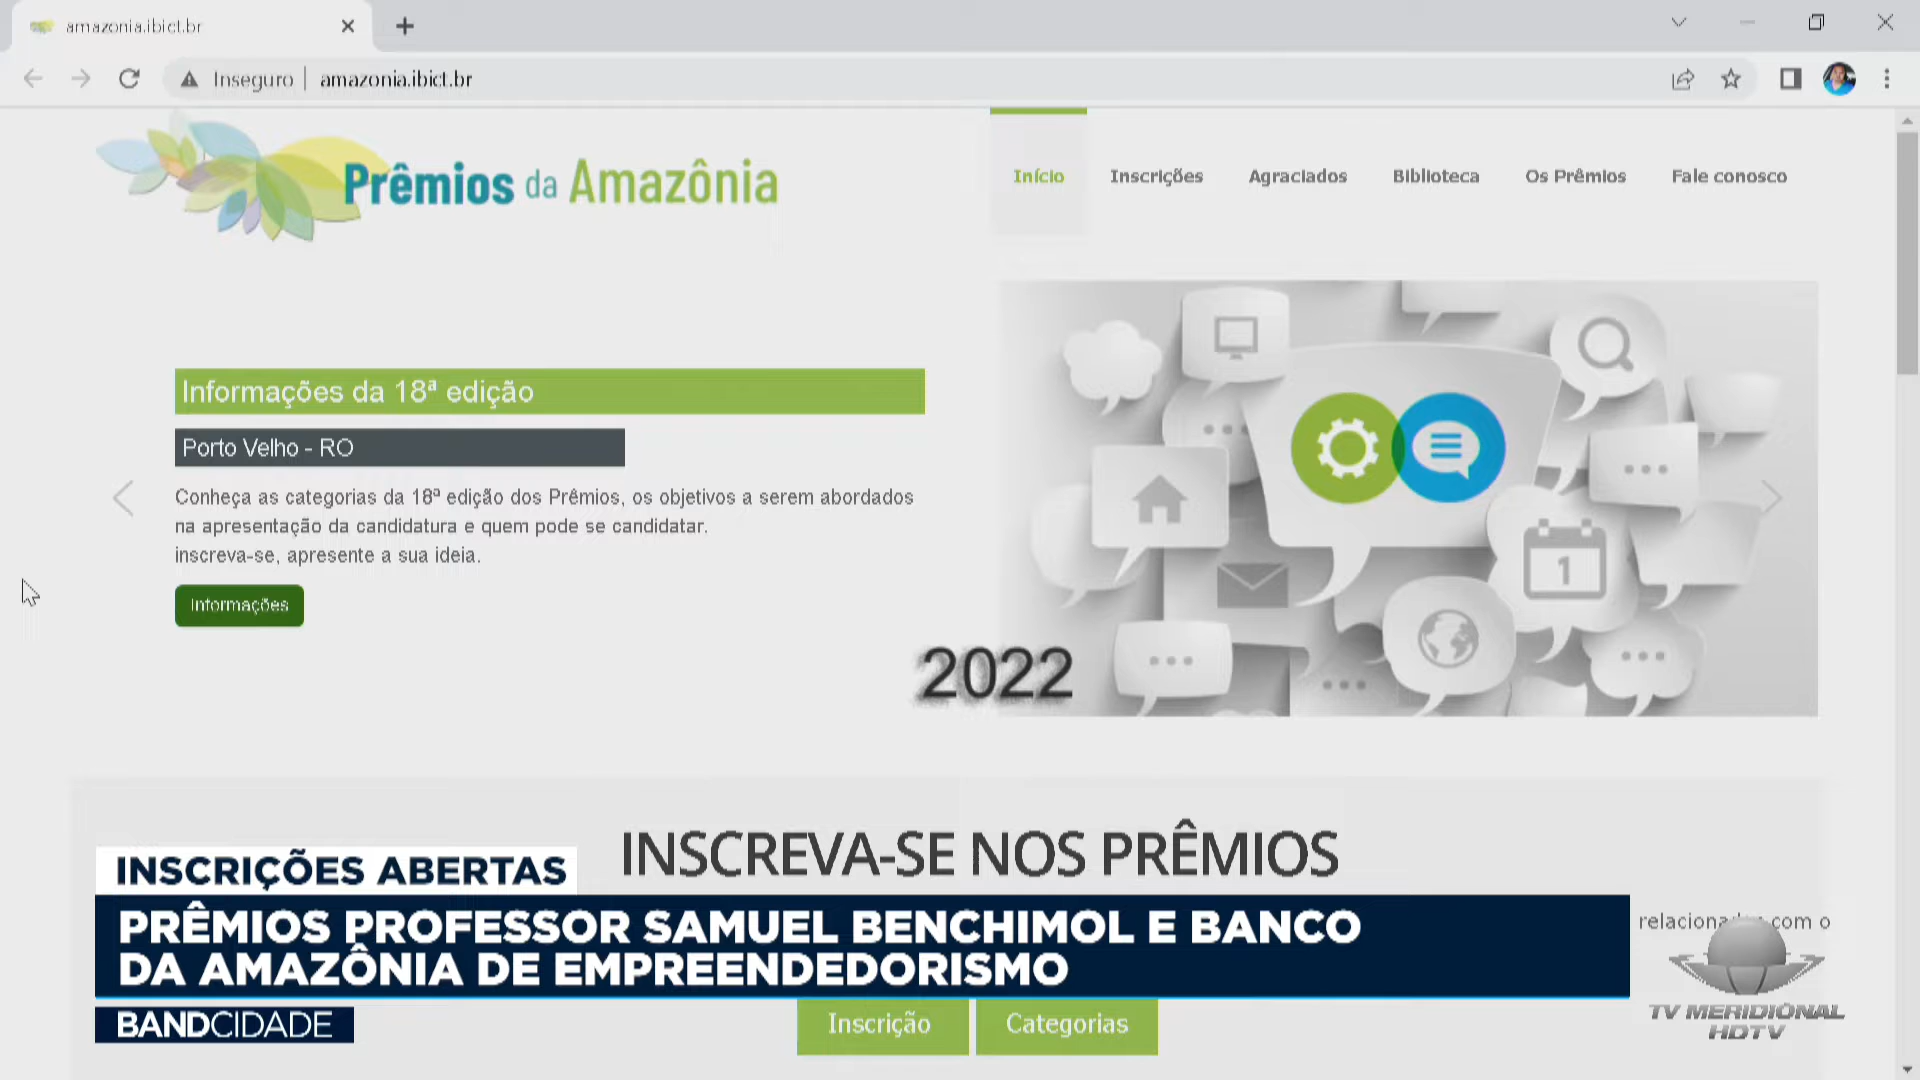 amazonia.ibict.br
Inseguro | amazonia.ibict.br
Prêmios da Amazônia
Início Inscrições Agraciados Biblioteca Os Prêmios Fale conosco
Informações da 18ª edição
Porto Velho - RO
Conheça as categorias da 18ª edição dos Prêmios, os objetivos a serem abordados
na apresentação da candidatura e quem pode se candidatar.
inscreva-se, apresente a sua ideia.
Informações
1
2022
INSCREVA-SE NOS PRÊMIOS
INSCRIÇÕES ABERTAS
PRÊMIOS PROFESSOR SAMUEL BENCHIMOL E BANCO
DA AMAZÔNIA DE EMPREENDEDORISMO
com o
BANDCIDADE
Inscrição Categorias
TV MERIDIONAL
HDTV